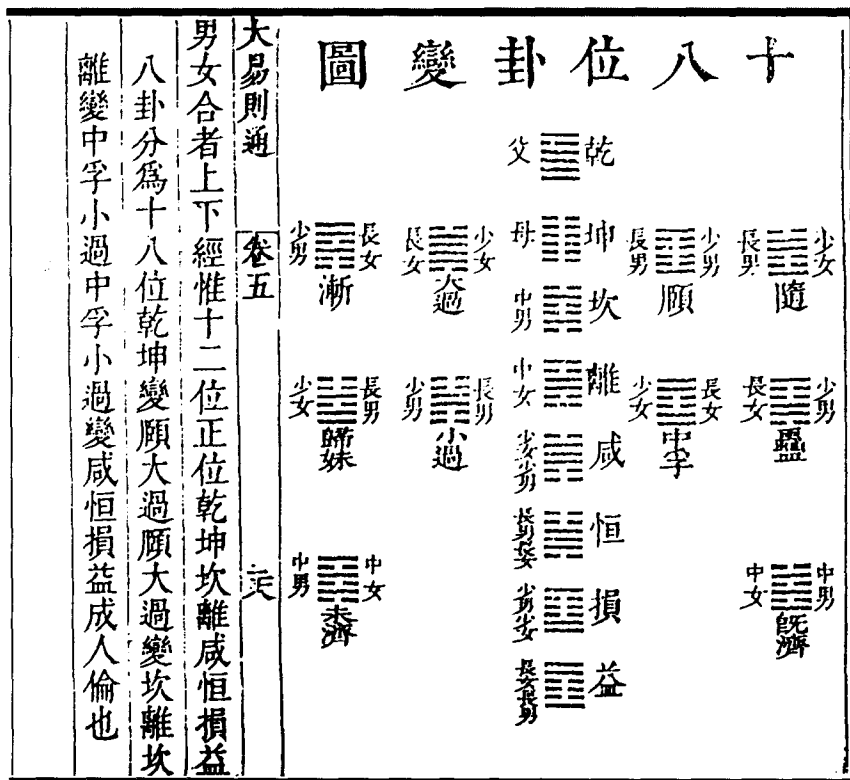 十八位卦變圖
少女
長男
隨
少男
長女
蠱
中男
中女
既濟
少男
長男
頤
長女
少女
中孚
乾
父
坤
母
坎
中男
離
中女
咸
少女少男
恒
長男長女
損
少男少女
益
長女長男
少女
長女
大過
長男
少男
小過
長女
少男
漸
長男
少女
歸妹
中女
中男
未濟
大易則通 卷五
男女合者上下經惟十二位正位乾坤坎離咸恒損益
八卦分爲十八位乾坤變頤大過頤大過變坎離坎
離變中孚小過中孚小過變咸恒損益成人倫也